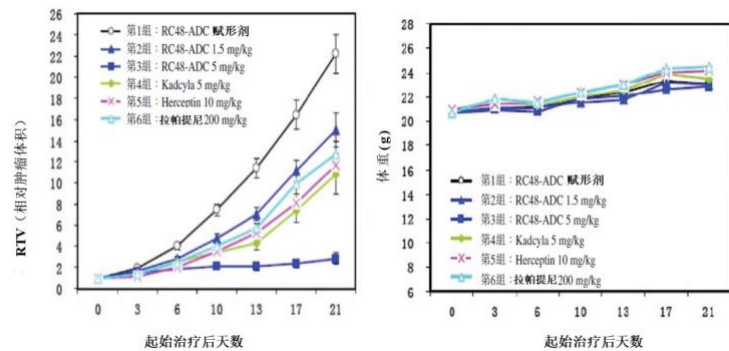 26
24
22
20
18
16
14
12
10
8
6
4
2
0
RTV（相对肿瘤体积）
第1组：RC48-ADC 赋形剂
第2组：RC48-ADC 1.5 mg/kg
第3组：RC48-ADC 5 mg/kg
第4组：Kadcyla 5 mg/kg
第5组：Herceptin 10 mg/kg
第6组：拉帕提尼 200 mg/kg
0 3 6 10 13 17 21
起始治疗后天数
28
26
24
22
20
18
16
14
12
10
8
6
4
2
0
体重(g)
第1组：RC48-ADC 赋形剂
第2组：RC48-ADC 1.5 mg/kg
第3组：RC48-ADC 5 mg/kg
第4组：Kadcyla 5 mg/kg
第5组：Herceptin 10 mg/kg
第6组：拉帕提尼200 mg/kg
0 3 6 10 13 17 21
起始治疗后天数